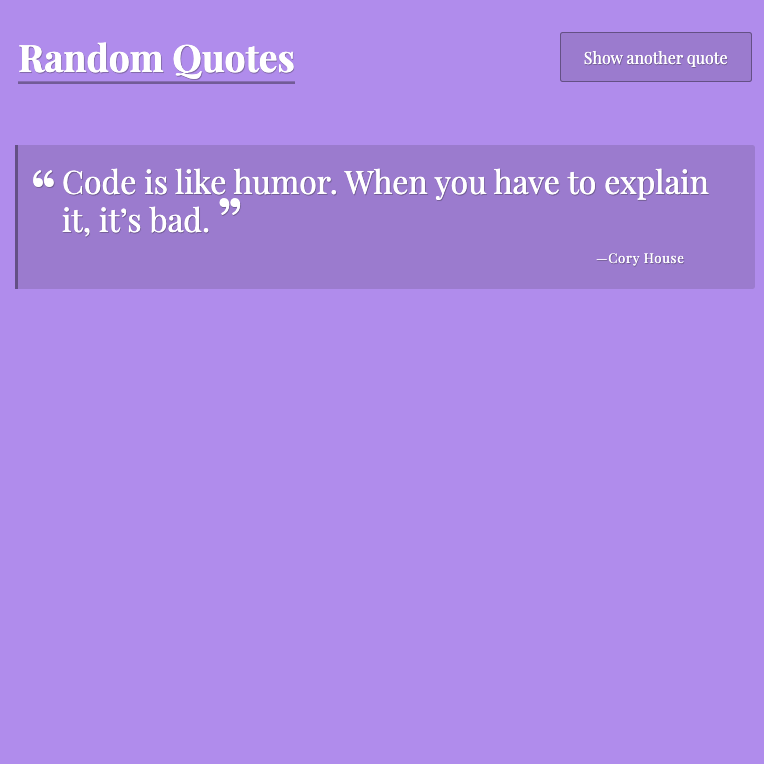 Random Quotes
Show another quote
“ Code is like humor. When you have to explain
it, it’s bad. ”
—Cory House